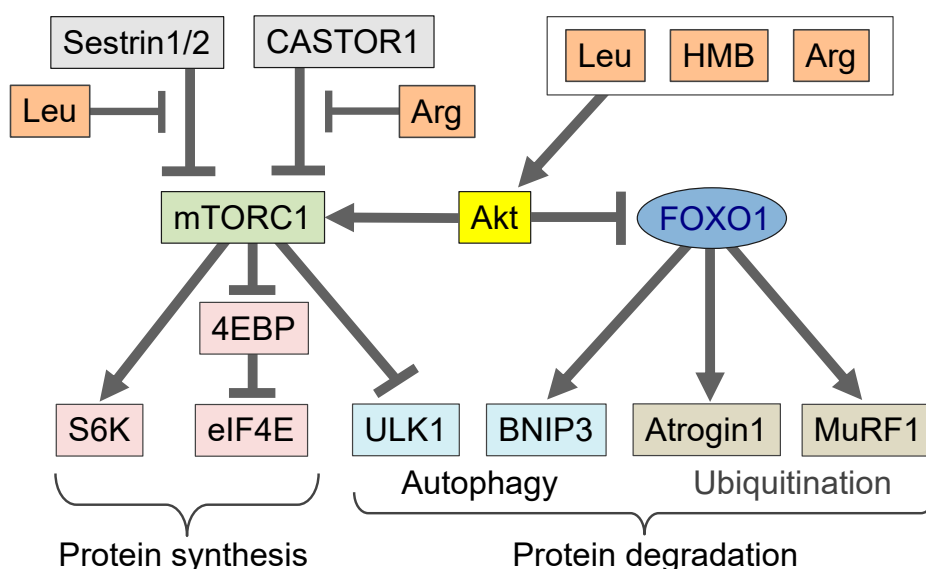 Sestrin1/2
CASTOR1
Leu
HMB
Arg
Leu
Arg
mTORC1
Akt
FOXO1
4EBP
S6K
eIF4E
ULK1
BNIP3
Atrogin1
MuRF1
Autophagy
Ubiquitination
Protein synthesis
Protein degradation